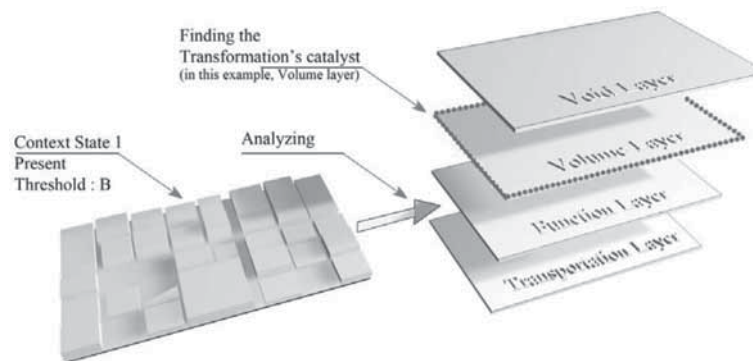 Finding the
Transformation's catalyst
(in this example, Volume layer)
Context State 1
Present
Threshold : B
Analyzing
Void Layer
Volume Layer
Function Layer
Transportation Layer